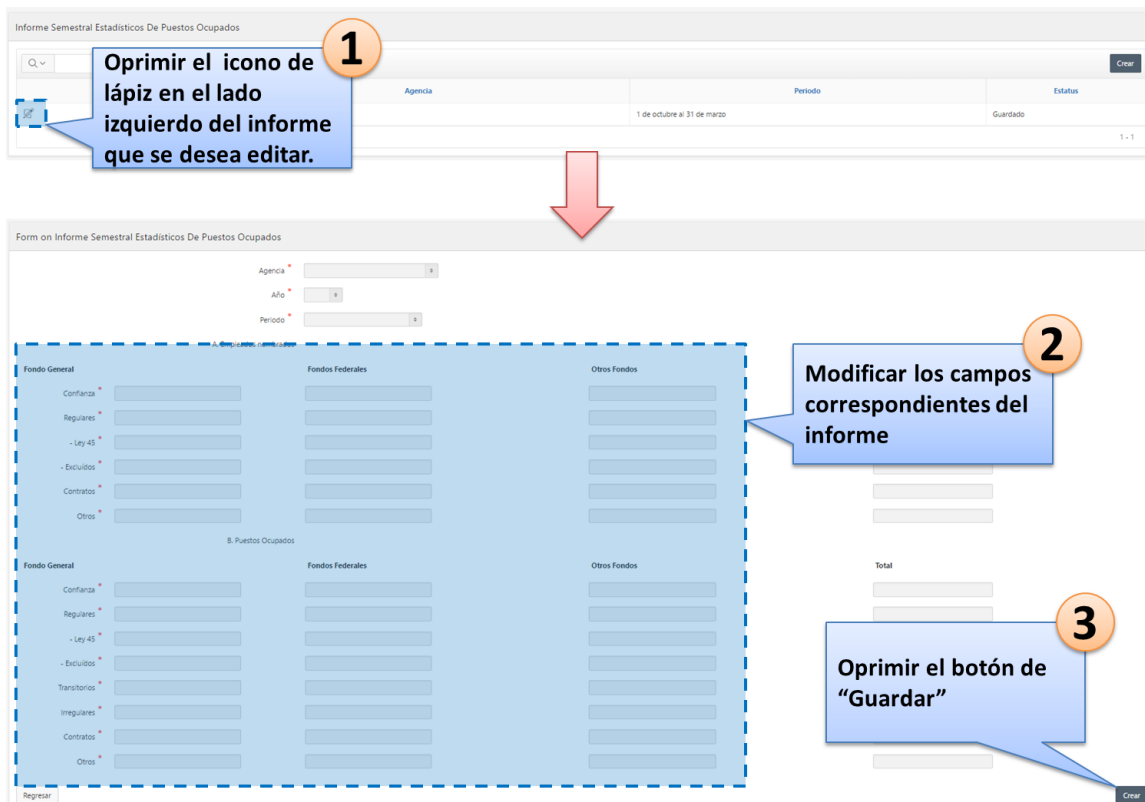 Informe Semestral Estadísticos De Puestos Ocupados
1
Oprimir el icono de
lápiz en el lado
izquierdo del informe
que se desea editar.
Crear
Agencia Periodo Estatus
1 de octubre al 31 de marzo Guardado
1 - 1
Form on Informe Semestral Estadísticos De Puestos Ocupados
Agencia *
Año *
Periodo *
A. Empleados nombrados
Fondo General Fondos Federales Otros Fondos
2
Modificar los campos
correspondientes del
informe
Confianza *
Regulares *
- Ley 45 *
- Excluídos *
Contratos *
Otros *
B. Puestos Ocupados
Fondo General Fondos Federales Otros Fondos Total
Confianza *
Regulares *
- Ley 45 *
- Excluídos *
Transitorios *
Irregulares *
Contratos *
Otros *
3
Oprimir el botón de
“Guardar”
Regresar Crear